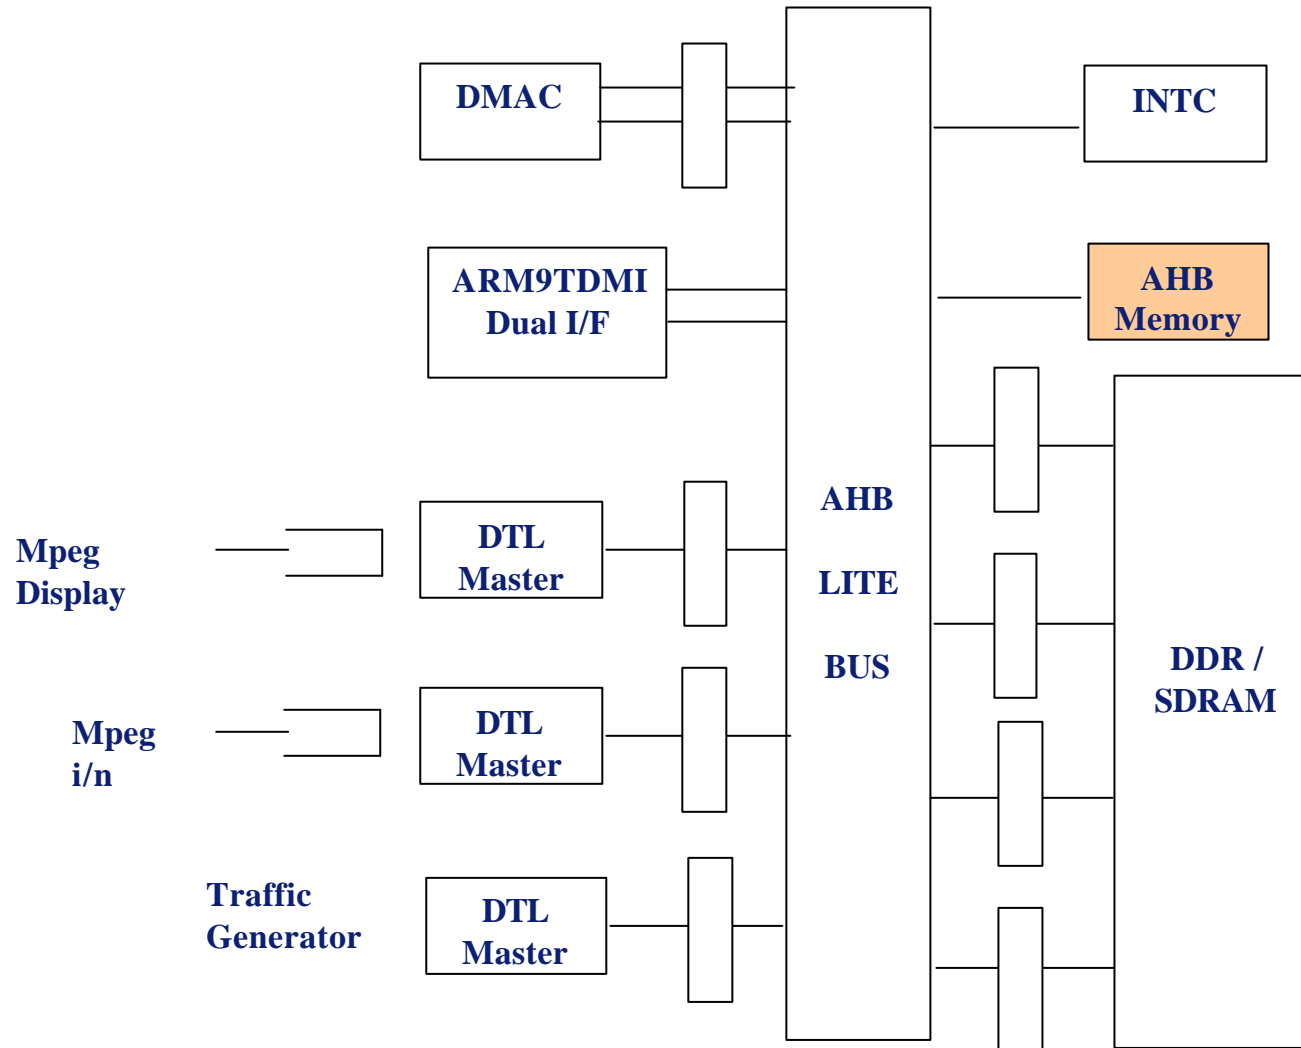 DMAC
INTC
ARM9TDMI
Dual I/F
AHB
Memory
Mpeg
Display
DTL
Master
AHB
LITE
BUS
DDR /
SDRAM
Mpeg
i/n
DTL
Master
Traffic
Generator
DTL
Master